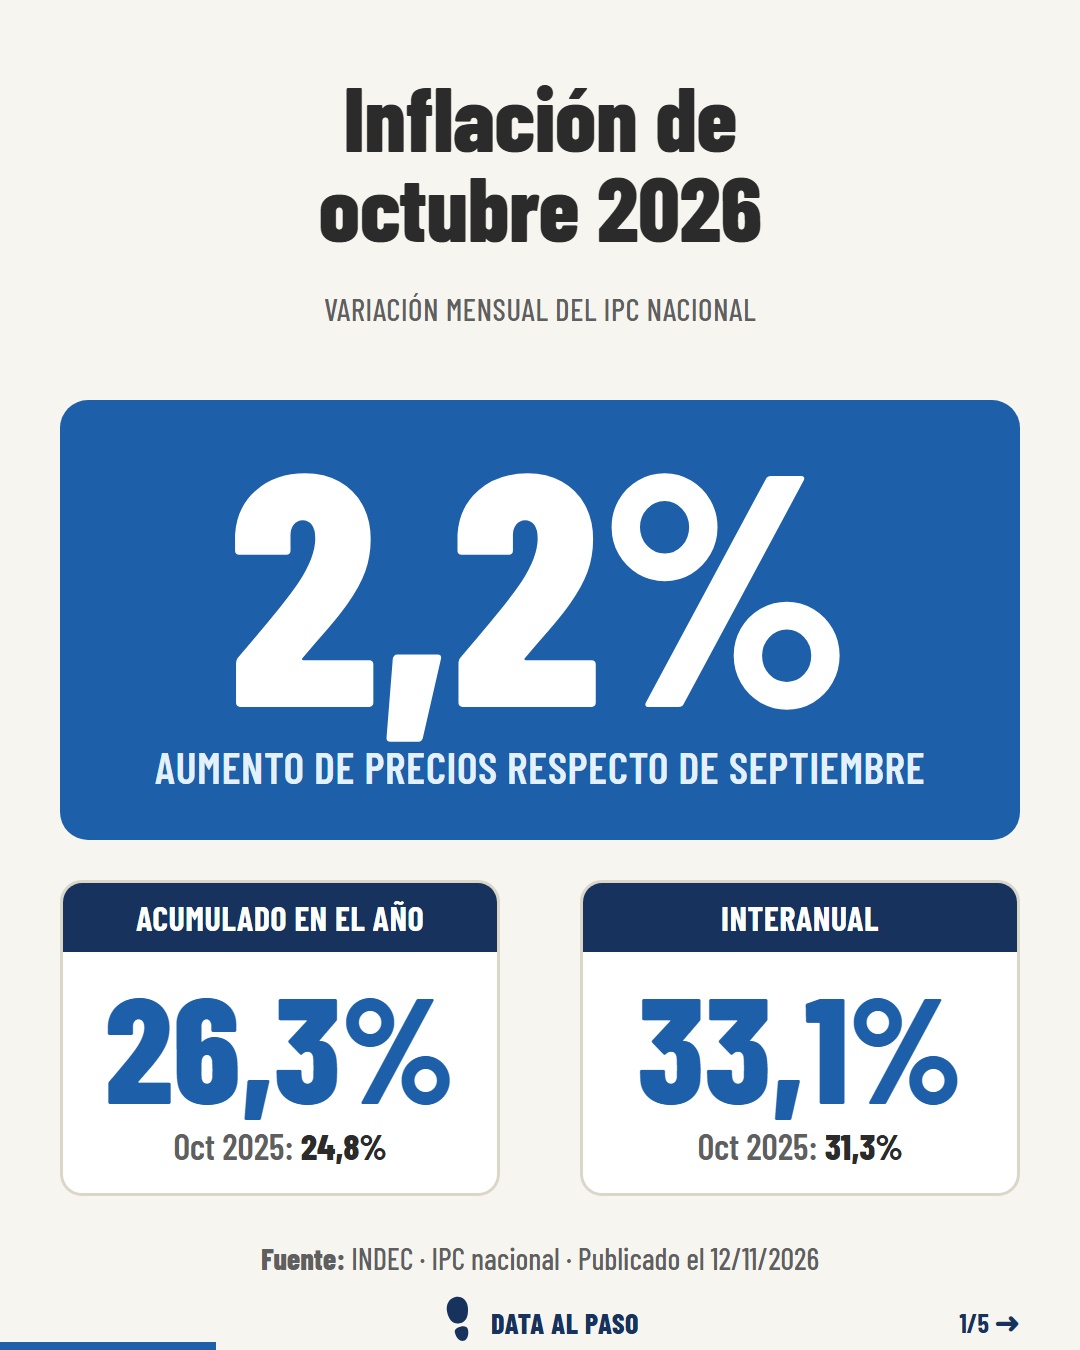 Inflación de
octubre 2026
VARIACIÓN MENSUAL DEL IPC NACIONAL
2,2%
AUMENTO DE PRECIOS RESPECTO DE SEPTIEMBRE
ACUMULADO EN EL AÑO
26,3%
Oct 2025: 24,8%
INTERANUAL
33,1%
Oct 2025: 31,3%
Fuente: INDEC · IPC nacional · Publicado el 12/11/2026
DATA AL PASO
1/5 →